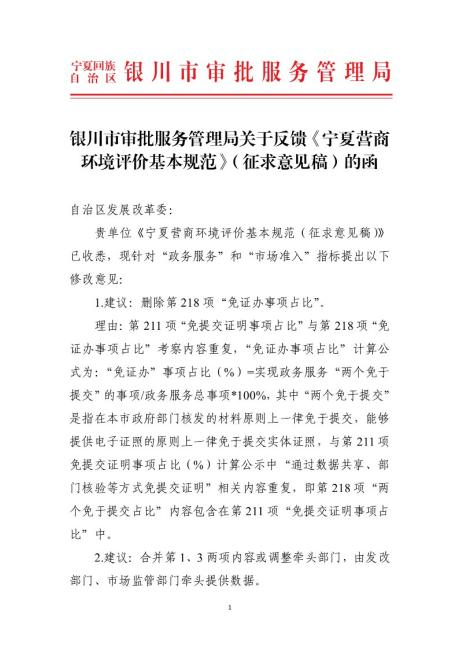 宁夏回族
自治区 银川市审批服务管理局
银川市审批服务管理局关于反馈《宁夏营商
环境评价基本规范》（征求意见稿）的函
自治区发展改革委：
贵单位《宁夏营商环境评价基本规范（征求意见稿）》
已收悉，现针对“政务服务”和“市场准入”指标提出以下
修改意见：
1.建议：删除第 218 项“免证办事项占比”。
理由：第 211 项“免提交证明事项占比”与第 218 项“免
证办事项占比”考察内容重复，“免证办事项占比”计算公
式为：“免证办”事项占比（%）=实现政务服务“两个免于
提交”的事项/政务服务总事项*100%，其中“两个免于提交”
是指在本市政府部门核发的材料原则上一律免于提交，能够
提供电子证照的原则上一律免于提交实体证照，与第 211 项
免提交证明事项占比（%）计算公示中“通过数据共享、部
门核验等方式免提交证明”相关内容重复，即第 218 项“两
个免于提交占比”内容包含在第 211 项“免提交证明事项占
比”中。
2.建议：合并第 1、3 两项内容或调整牵头部门，由发改
部门、市场监管部门牵头提供数据。
1